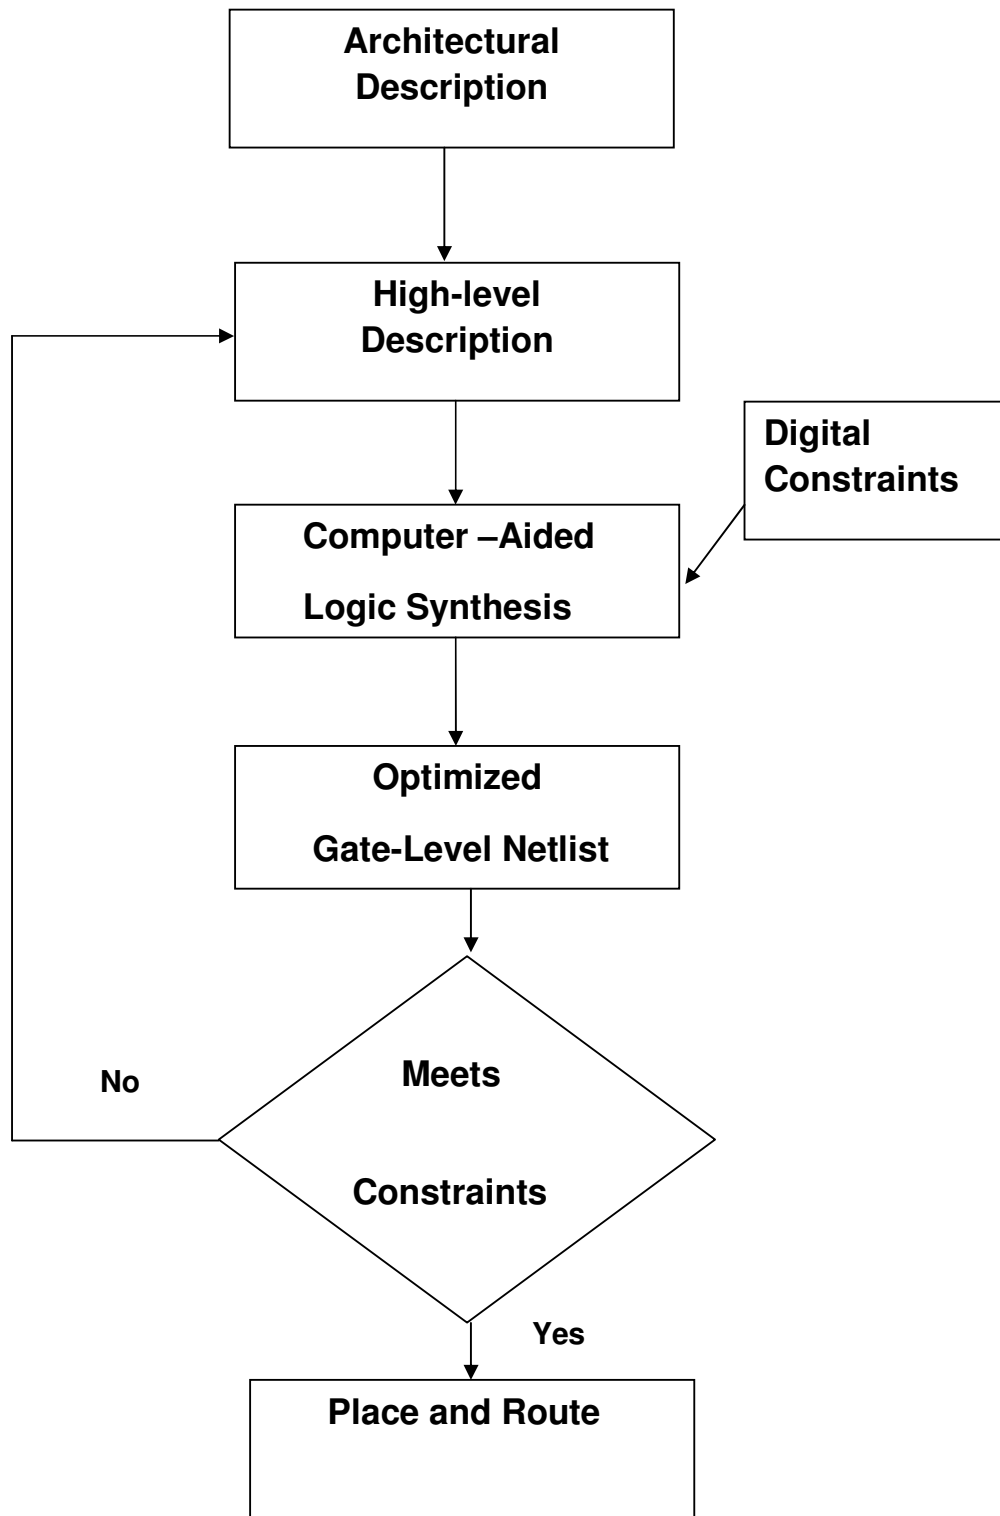 Architectural
Description
High-level
Description
Digital
Constraints
Computer –Aided
Logic Synthesis
Optimized
Gate-Level Netlist
Meets
No
Constraints
Yes
Place and Route